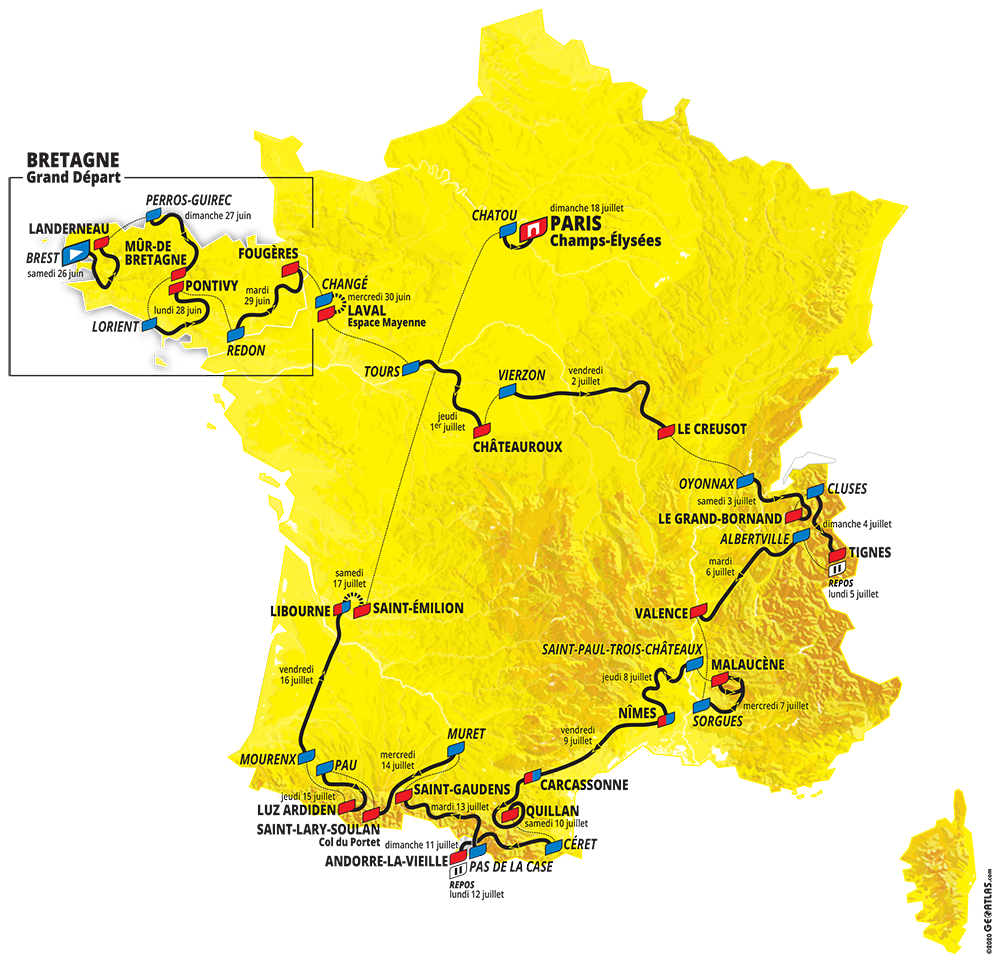 BRETAGNE
Grand Départ
PERROS-GUIREC
dimanche 27 juin
LANDERNEAU
BREST
samedi 26 juin
MÛR-DE
BRETAGNE
PONTIVY
lundi 28 juin
LORIENT
FOUGÈRES
mardi
29 juin
REDON
CHANGÉ
mercredi 30 juin
LAVAL
Espace Mayenne
CHATOU
dimanche 18 juillet
PARIS
Champs-Élysées
TOURS
jeudi
1er juillet
CHÂTEAUROUX
VIERZON
vendredi
2 juillet
LE CREUSOT
OYONNAX
samedi 3 juillet
CLUSES
LE GRAND-BORNAND
dimanche 4 juillet
ALBERTVILLE
TIGNES
REPOS
lundi 5 juillet
mardi
6 juillet
VALENCE
samedi
17 juillet
LIBOURNE
SAINT-ÉMILION
SAINT-PAUL-TROIS-CHÂTEAUX
MALAUCÈNE
jeudi 8 juillet
mercredi 7 juillet
SORGUES
NÎMES
vendredi
9 juillet
vendredi
16 juillet
MOURENX
PAU
MURET
mercredi
14 juillet
CARCASSONNE
SAINT-GAUDENS
jeudi 15 juillet
LUZ ARDIDEN
mardi 13 juillet
QUILLAN
samedi 10 juillet
SAINT-LARY-SOULAN
Col du Portet
dimanche 11 juillet
CÉRET
ANDORRE-LA-VIEILLE
PAS DE LA CASE
REPOS
lundi 12 juillet
©2020 GEOATLAS.com